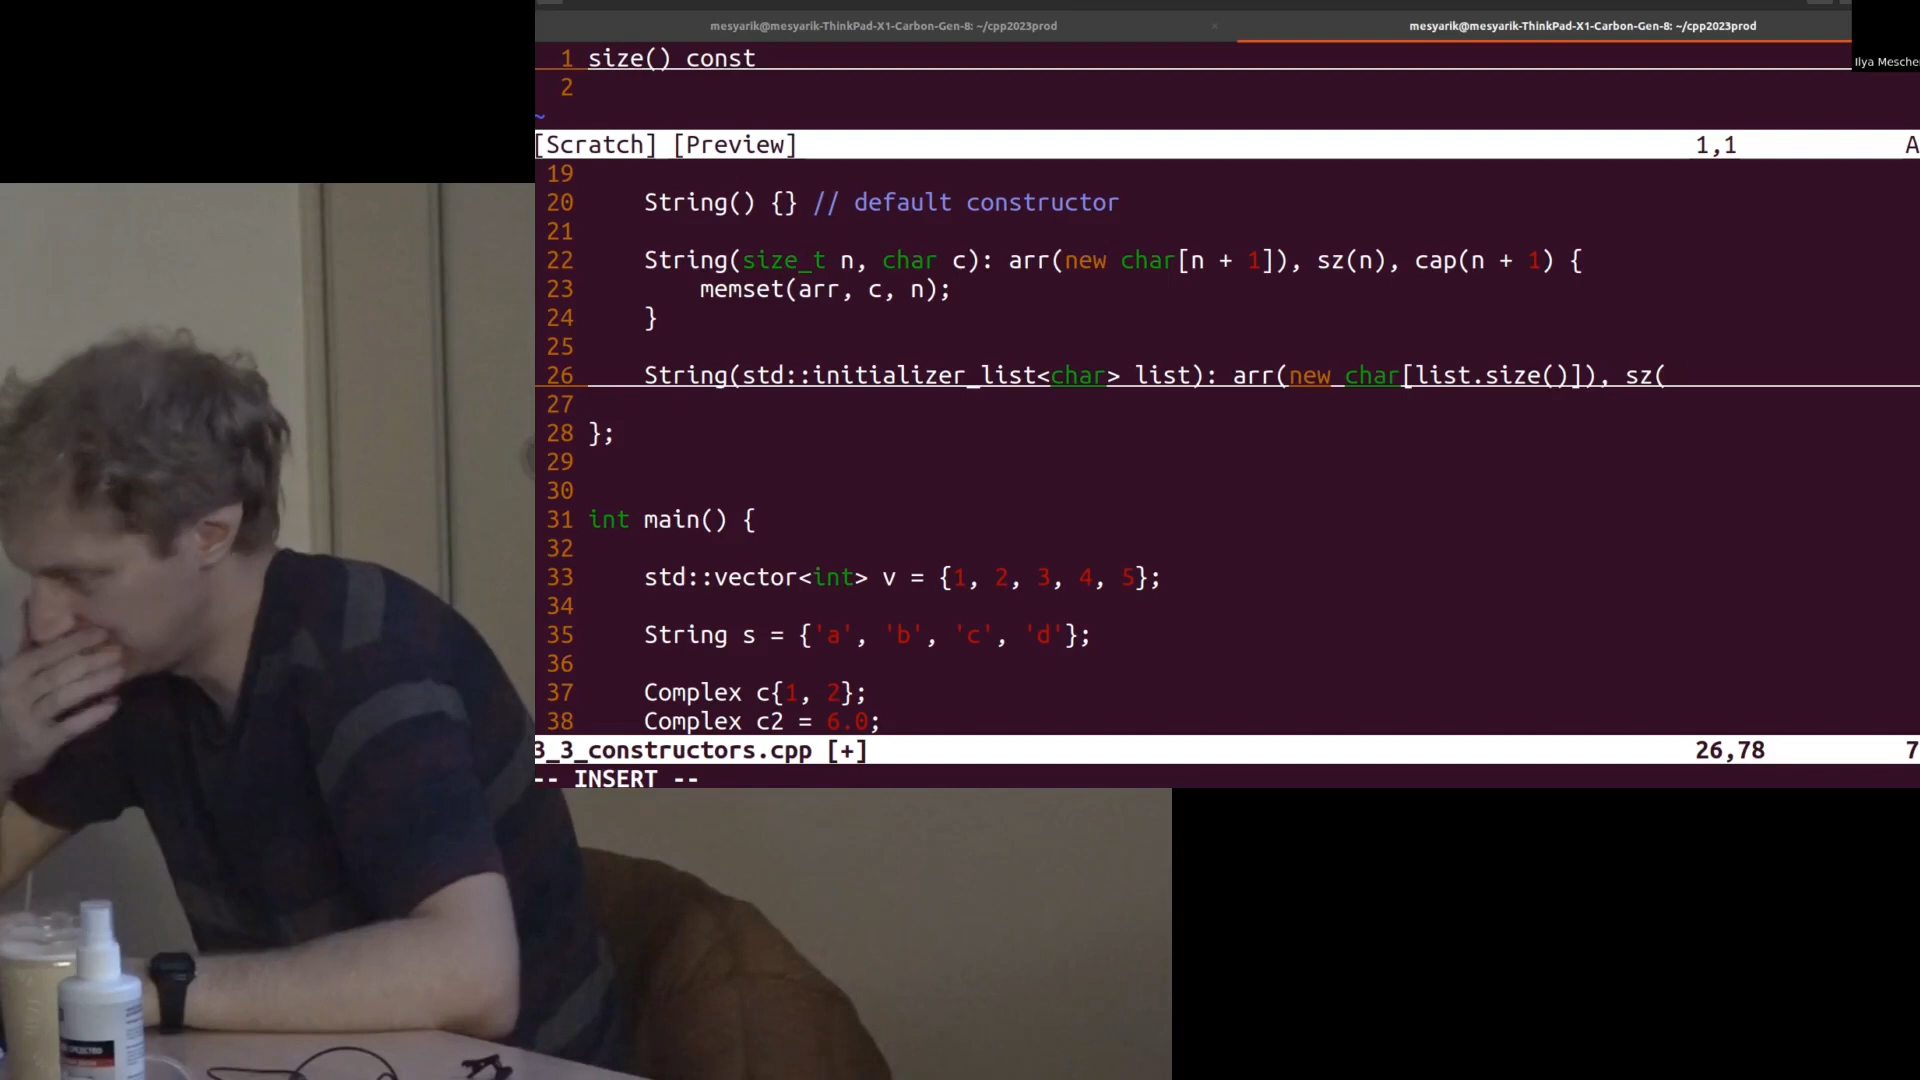 mesyarik@mesyarik-ThinkPad-X1-Carbon-Gen-8: ~/cpp2023prod × mesyarik@mesyarik-ThinkPad-X1-Carbon-Gen-8: ~/cpp2023prod
Ilya Mesche
1 size() const
2
~
[Scratch] [Preview] 1,1 A
19
20 String() {} // default constructor
21
22 String(size_t n, char c): arr(new char[n + 1]), sz(n), cap(n + 1) {
23 memset(arr, c, n);
24 }
25
26 String(std::initializer_list<char> list): arr(new char[list.size()]), sz(
27
28 };
29
30
31 int main() {
32
33 std::vector<int> v = {1, 2, 3, 4, 5};
34
35 String s = {'a', 'b', 'c', 'd'};
36
37 Complex c{1, 2};
38 Complex c2 = 6.0;
3_3_constructors.cpp [+] 26,78 7
-- INSERT --